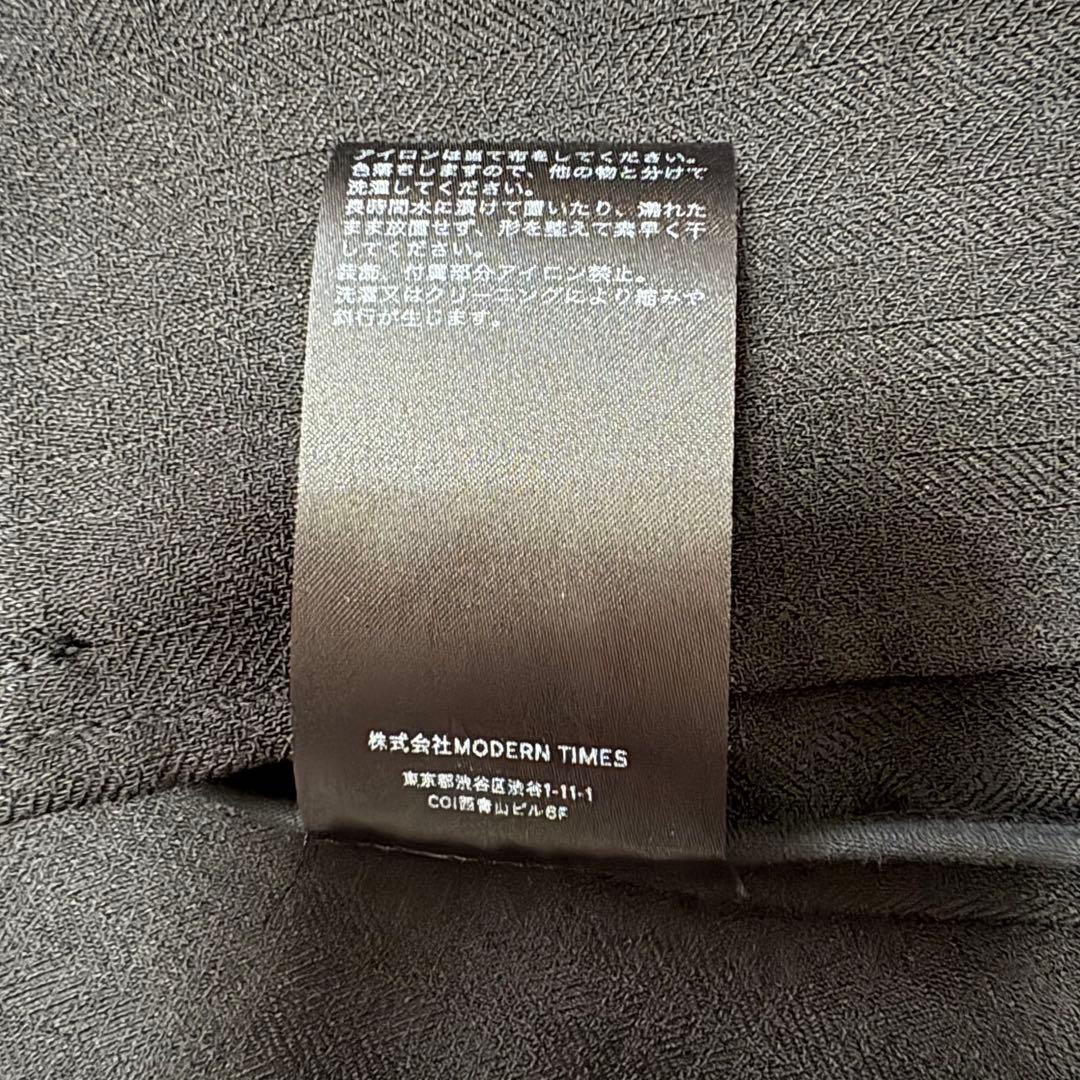 アイロンは当て布をしてください。
色落ちしますので、他の物と分けて
洗濯してください。
長時間水に漬けて置いたり、濡れた
まま放置せず、形を整えて素早く干
してください。
装飾、付属部分アイロン禁止。
洗濯又はクリーニングにより縮みや
斜行が生じます。
株式会社MODERN TIMES
東京都渋谷区渋谷1-11-1
COI西青山ビル6F